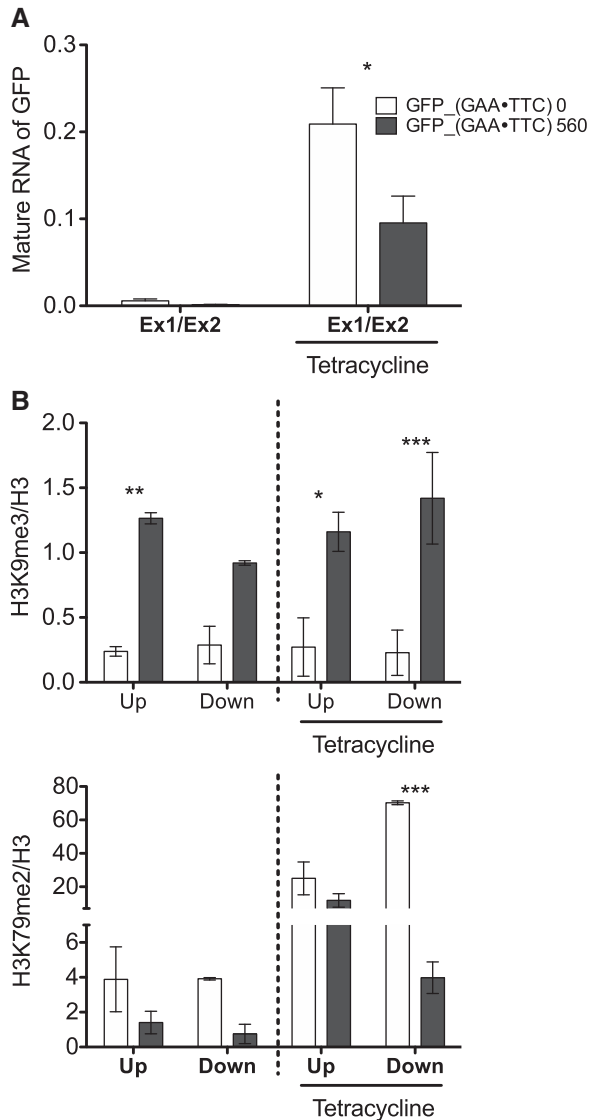 A
Mature RNA of GFP
0.3
0.2
0.1
0.0
*
GFP_(GAA•TTC) 0
GFP_(GAA•TTC) 560
Ex1/Ex2 Ex1/Ex2
Tetracycline
B
H3K9me3/H3
2.0
1.5
1.0
0.5
0.0
** * ***
Up Down Up Down
Tetracycline
H3K79me2/H3
80
60
40
20
6
4
2
0
***
Up Down Up Down
Tetracycline